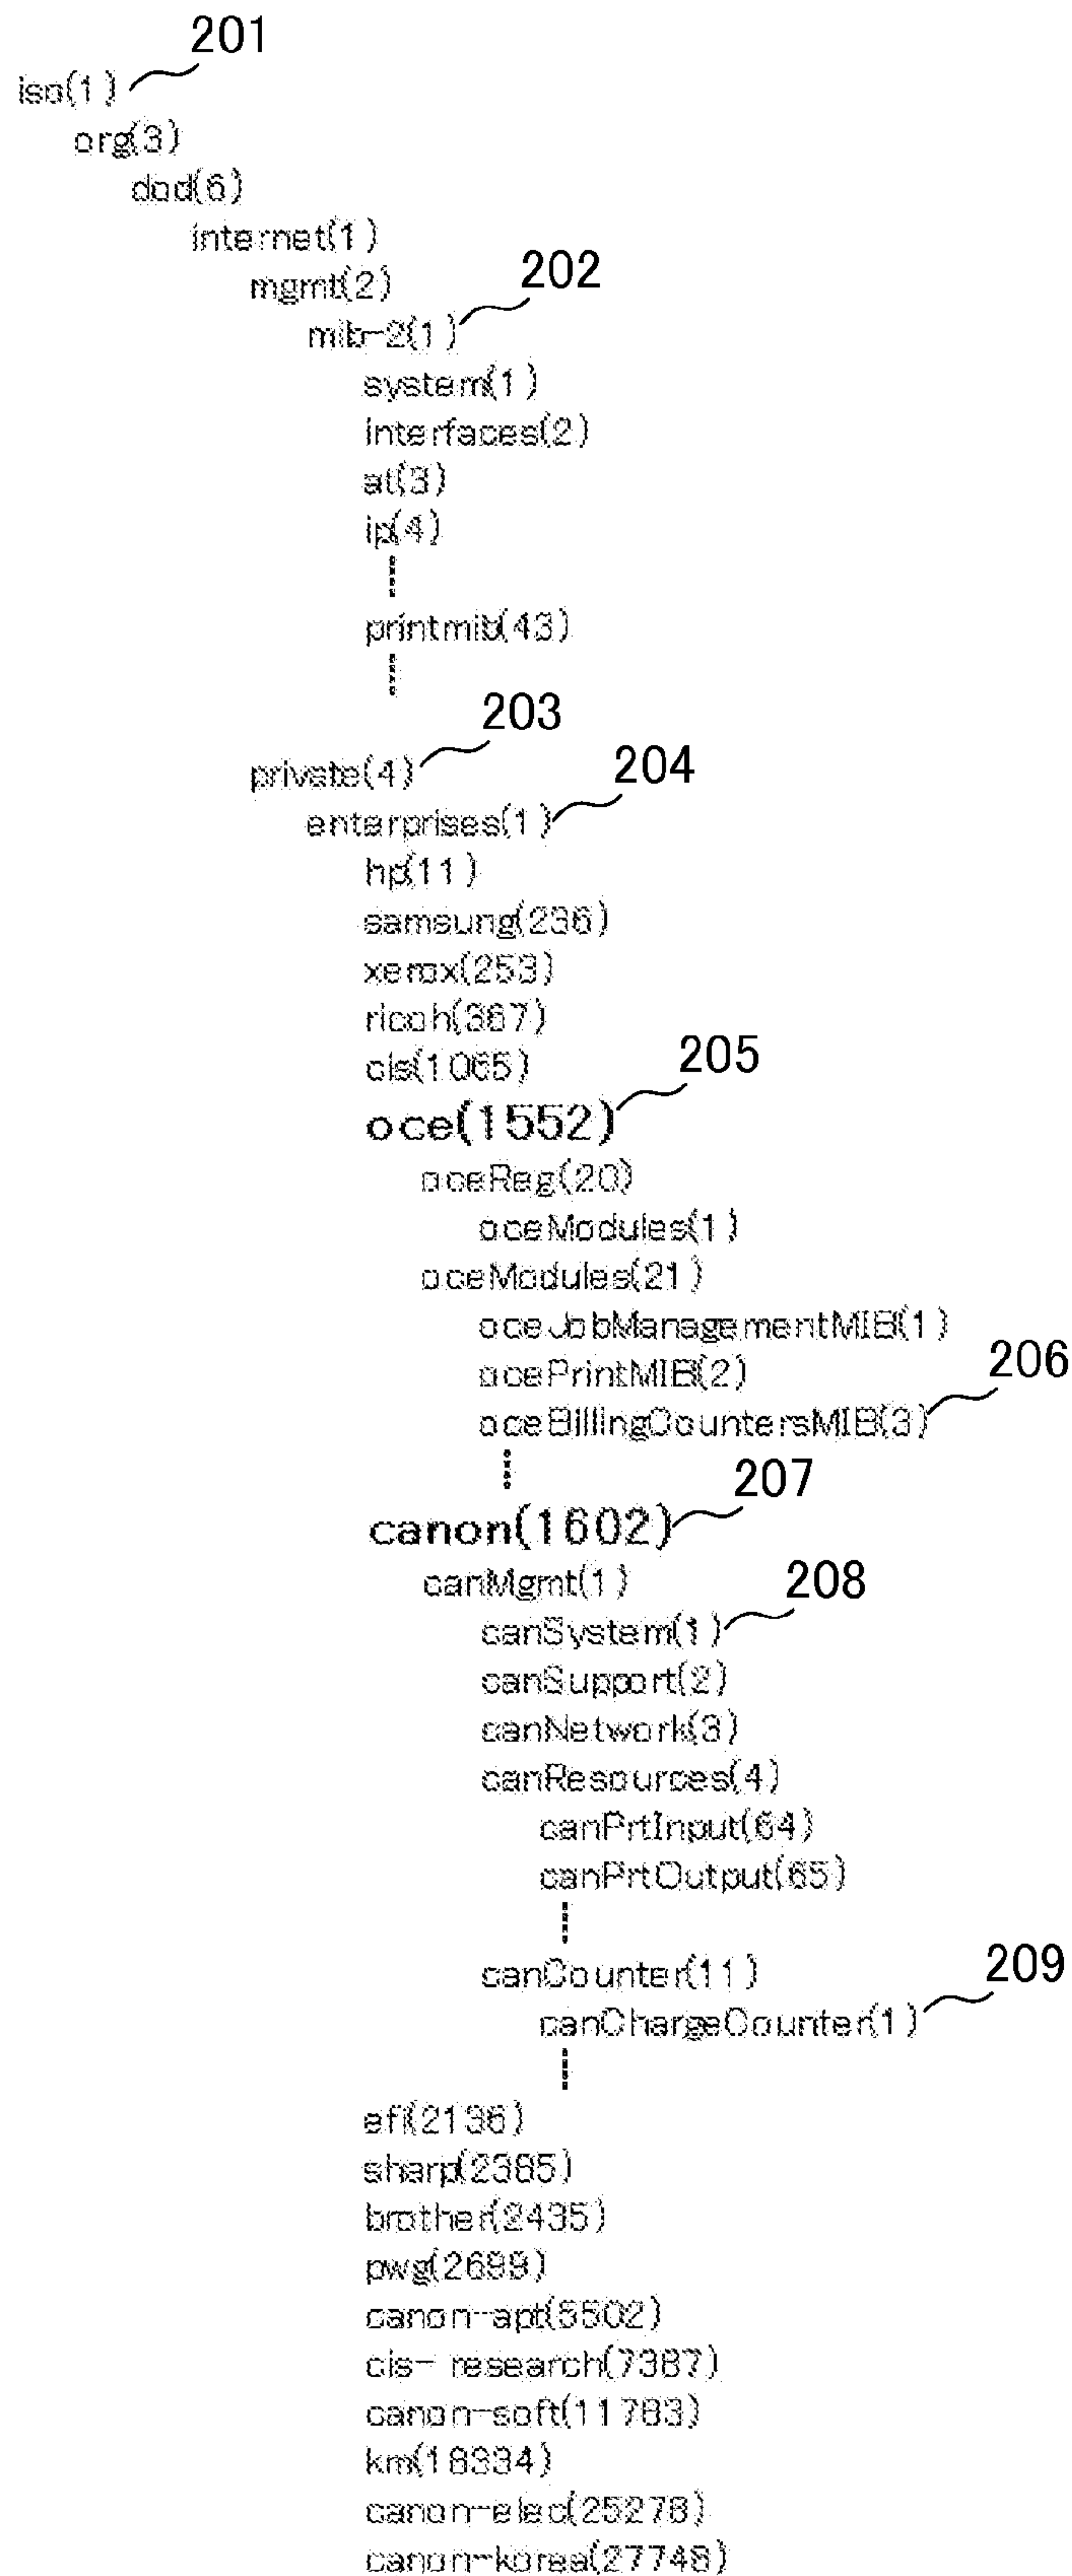 201
iso(1)
org(3)
dod(6)
internet(1)
mgmt(2)
202
mib-2(1)
system(1)
interfaces(2)
at(3)
ip(4)
printmib(43)
203
private(4)
204
enterprises(1)
hp(11)
samsung(236)
xerox(253)
ricoh(367)
cis(1065)
205
oce(1552)
oceReg(20)
oceModules(1)
oceModules(21)
oceJobManagementMIB(1)
ocePrintMIB(2)
206
oceBillingCountersMIB(3)
207
canon(1602)
canMgmt(1)
208
canSystem(1)
canSupport(2)
canNetwork(3)
canResources(4)
canPrtInput(64)
canPrtOutput(65)
canCounter(11)
209
canChargeCounter(1)
efi(2136)
sharp(2385)
brother(2435)
pwg(2699)
canon-apt(5502)
cis- research(7387)
canon-soft(11783)
km(18334)
canon-elec(25278)
canon-korea(27748)